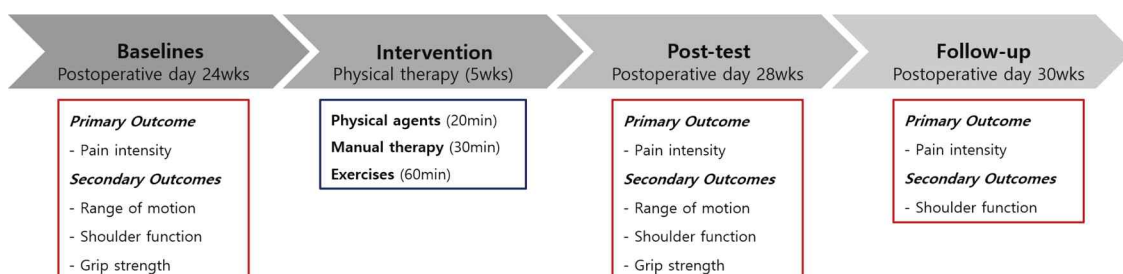 Baselines
Postoperative day 24wks
Intervention
Physical therapy (5wks)
Post-test
Postoperative day 28wks
Follow-up
Postoperative day 30wks
Primary Outcome
- Pain intensity
Secondary Outcomes
- Range of motion
- Shoulder function
- Grip strength
Physical agents (20min)
Manual therapy (30min)
Exercises (60min)
Primary Outcome
- Pain intensity
Secondary Outcomes
- Range of motion
- Shoulder function
- Grip strength
Primary Outcome
- Pain intensity
Secondary Outcomes
- Shoulder function